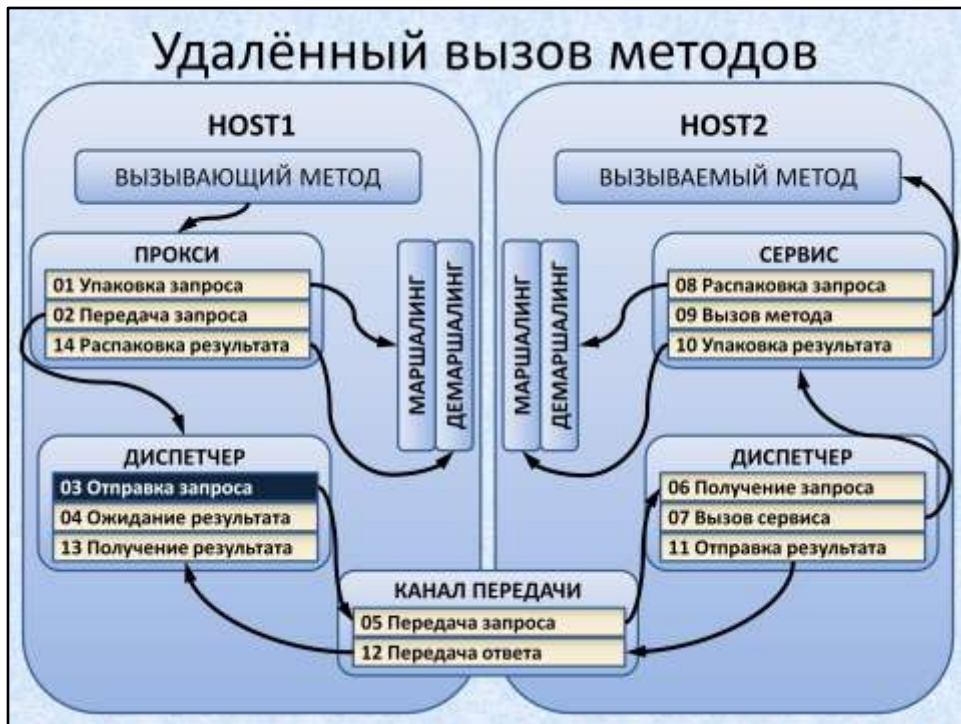 Удалённый вызов методов
HOST1
ВЫЗЫВАЮЩИЙ МЕТОД
ПРОКСИ
01 Упаковка запроса
02 Передача запроса
14 Распаковка результата
МАРШАЛИНГ
ДЕМАРШАЛИНГ
ДИСПЕТЧЕР
03 Отправка запроса
04 Ожидание результата
13 Получение результата
HOST2
ВЫЗЫВАЕМЫЙ МЕТОД
МАРШАЛИНГ
ДЕМАРШАЛИНГ
СЕРВИС
08 Распаковка запроса
09 Вызов метода
10 Упаковка результата
ДИСПЕТЧЕР
06 Получение запроса
07 Вызов сервиса
11 Отправка результата
КАНАЛ ПЕРЕДАЧИ
05 Передача запроса
12 Передача ответа